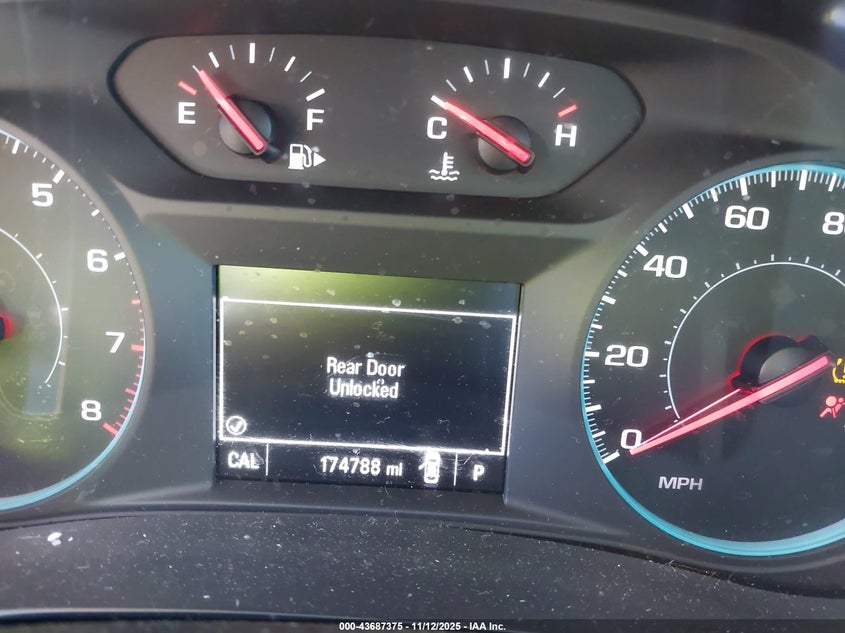 E
F
C
H
5
6
7
8
20
40
60
MPH
0
Rear Door
Unlocked
CAL
174788 mi
P
000-43687375 - 11/12/2025 - IAA Inc.